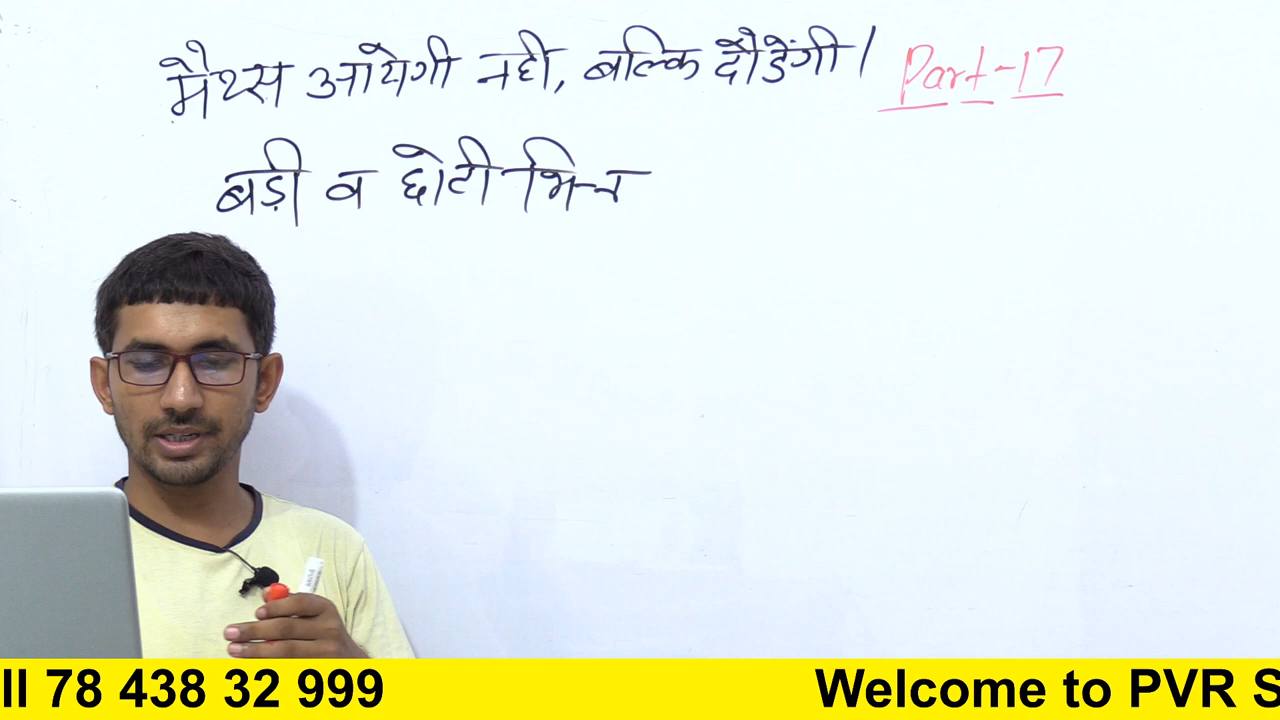 मैथ्स आयेगी नही, बल्कि दौडेंगी। Part-17
बड़ी व छोटी भिन्न
ll 78 438 32 999 Welcome to PVR S